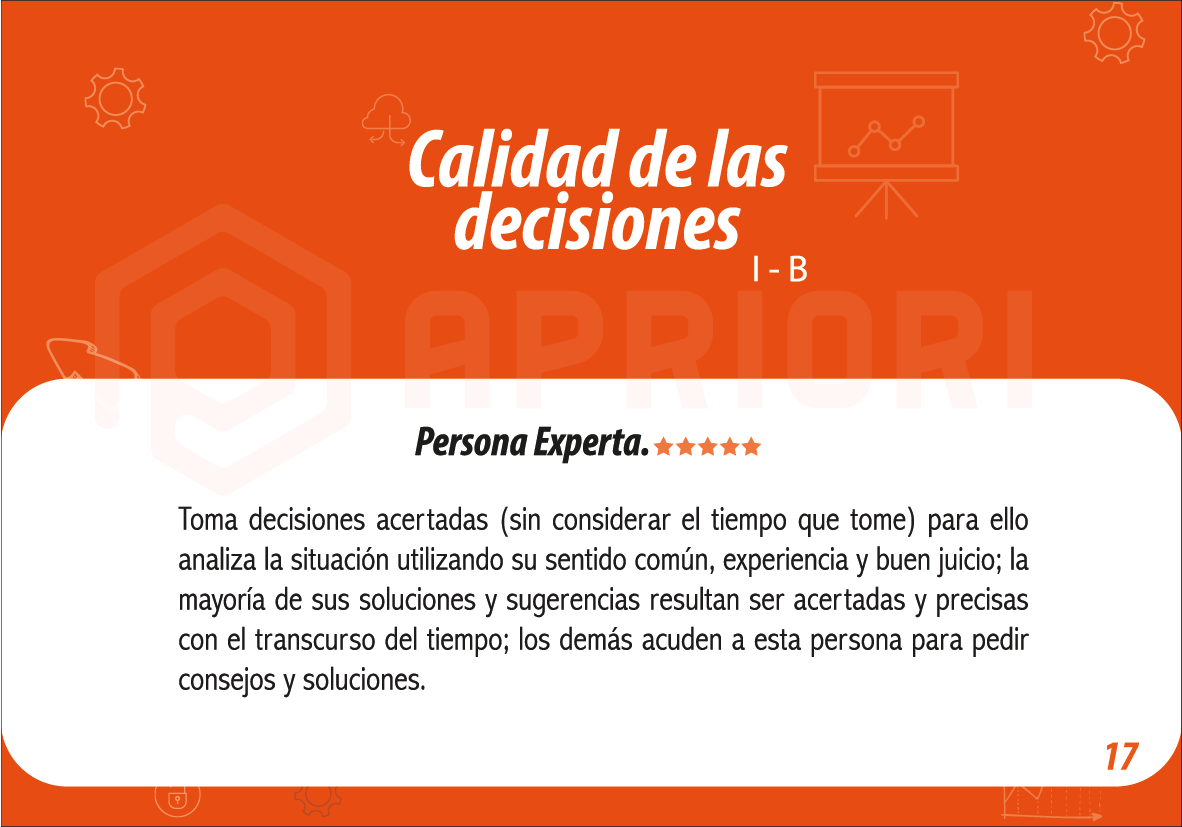 Calidad de las
decisiones
I - B
APRIORI
Persona Experta.
Toma decisiones acertadas (sin considerar el tiempo que tome) para ello
analiza la situación utilizando su sentido común, experiencia y buen juicio; la
mayoría de sus soluciones y sugerencias resultan ser acertadas y precisas
con el transcurso del tiempo; los demás acuden a esta persona para pedir
consejos y soluciones.
17